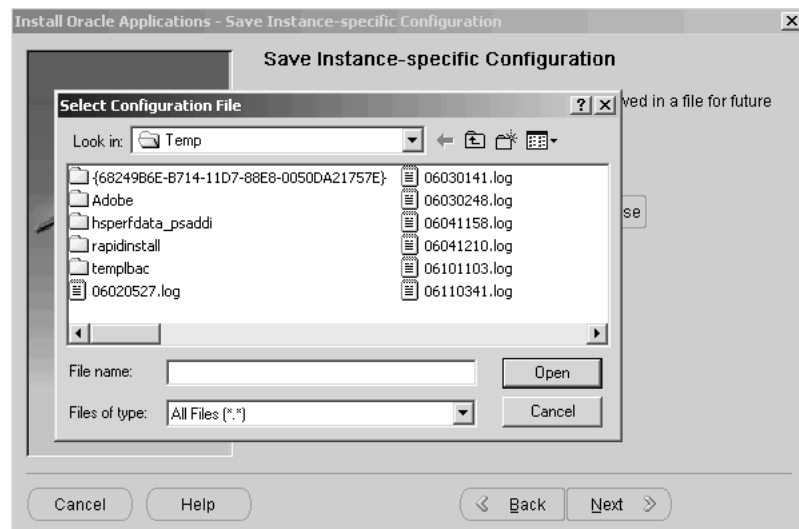 Install Oracle Applications - Save Instance-specific Configuration
Save Instance-specific Configuration
ved in a file for future
se
Select Configuration File
Look in: Temp
{68249B6E-B714-11D7-88E8-0050DA21757E}
Adobe
hsperfdata_psaddi
rapidinstall
templbac
06020527.log
06030141.log
06030248.log
06041158.log
06041210.log
06101103.log
06110341.log
File name:
Open
Files of type: All Files (*.*)
Cancel
Cancel
Help
Back
Next